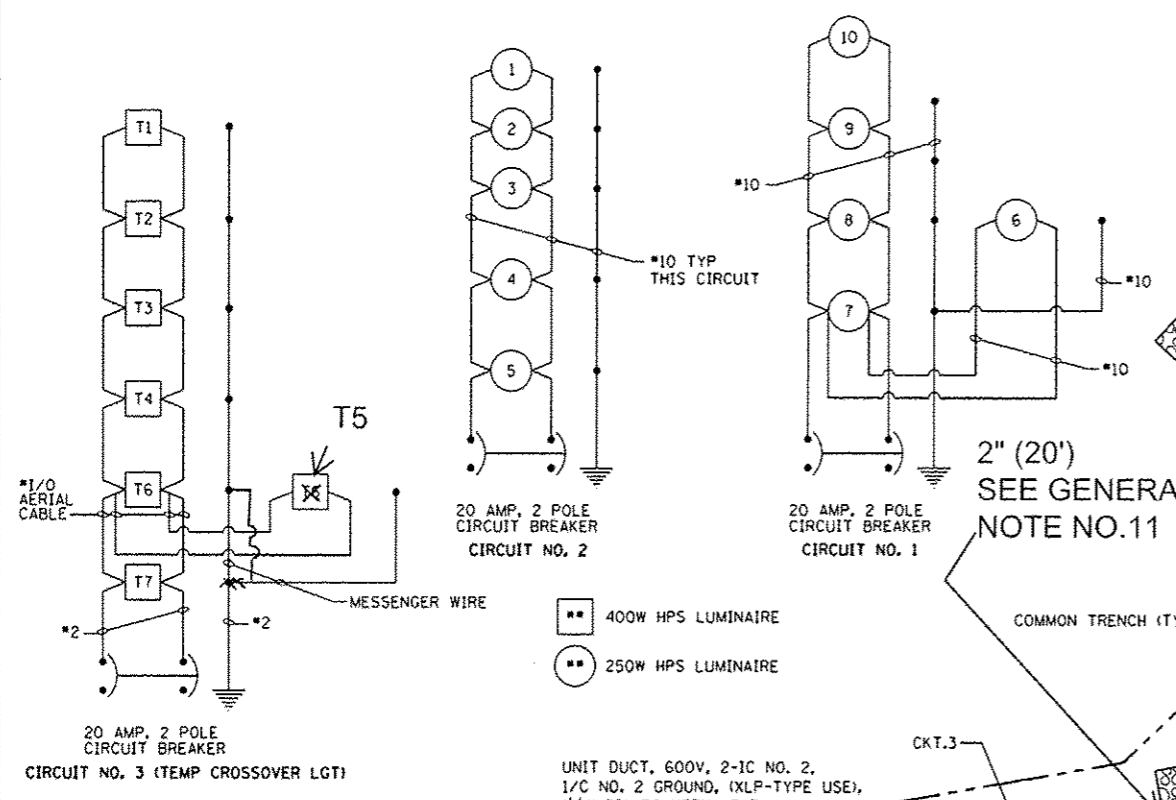 T1
T2
T3
T4
T5
T6
T7
*1/0
AERIAL
CABLE
*2
*2
MESSENGER WIRE
20 AMP, 2 POLE
CIRCUIT BREAKER
CIRCUIT NO. 3 (TEMP CROSSOVER LGT)
1
2
3
4
5
*10 TYP
THIS CIRCUIT
20 AMP, 2 POLE
CIRCUIT BREAKER
CIRCUIT NO. 2
10
9
8
7
6
*10
*10
*10
20 AMP, 2 POLE
CIRCUIT BREAKER
CIRCUIT NO. 1
** 400W HPS LUMINAIRE
** 250W HPS LUMINAIRE
2" (20')
SEE GENERA
NOTE NO.11
COMMON TRENCH (T
CKT.3
UNIT DUCT, 600V, 2-1C NO. 2,
1/C NO. 2 GROUND, (XLP-TYPE USE),